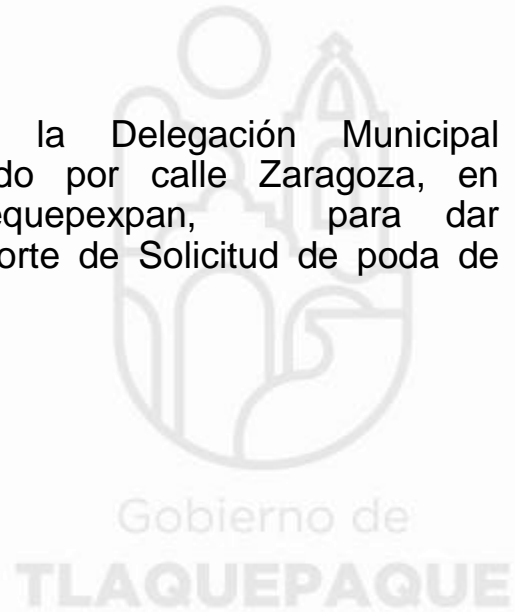 la Delegación Municipal
do por calle Zaragoza, en
equepexpan, para dar
orte de Solicitud de poda de
Gobierno de
TLAQUEPAQUE